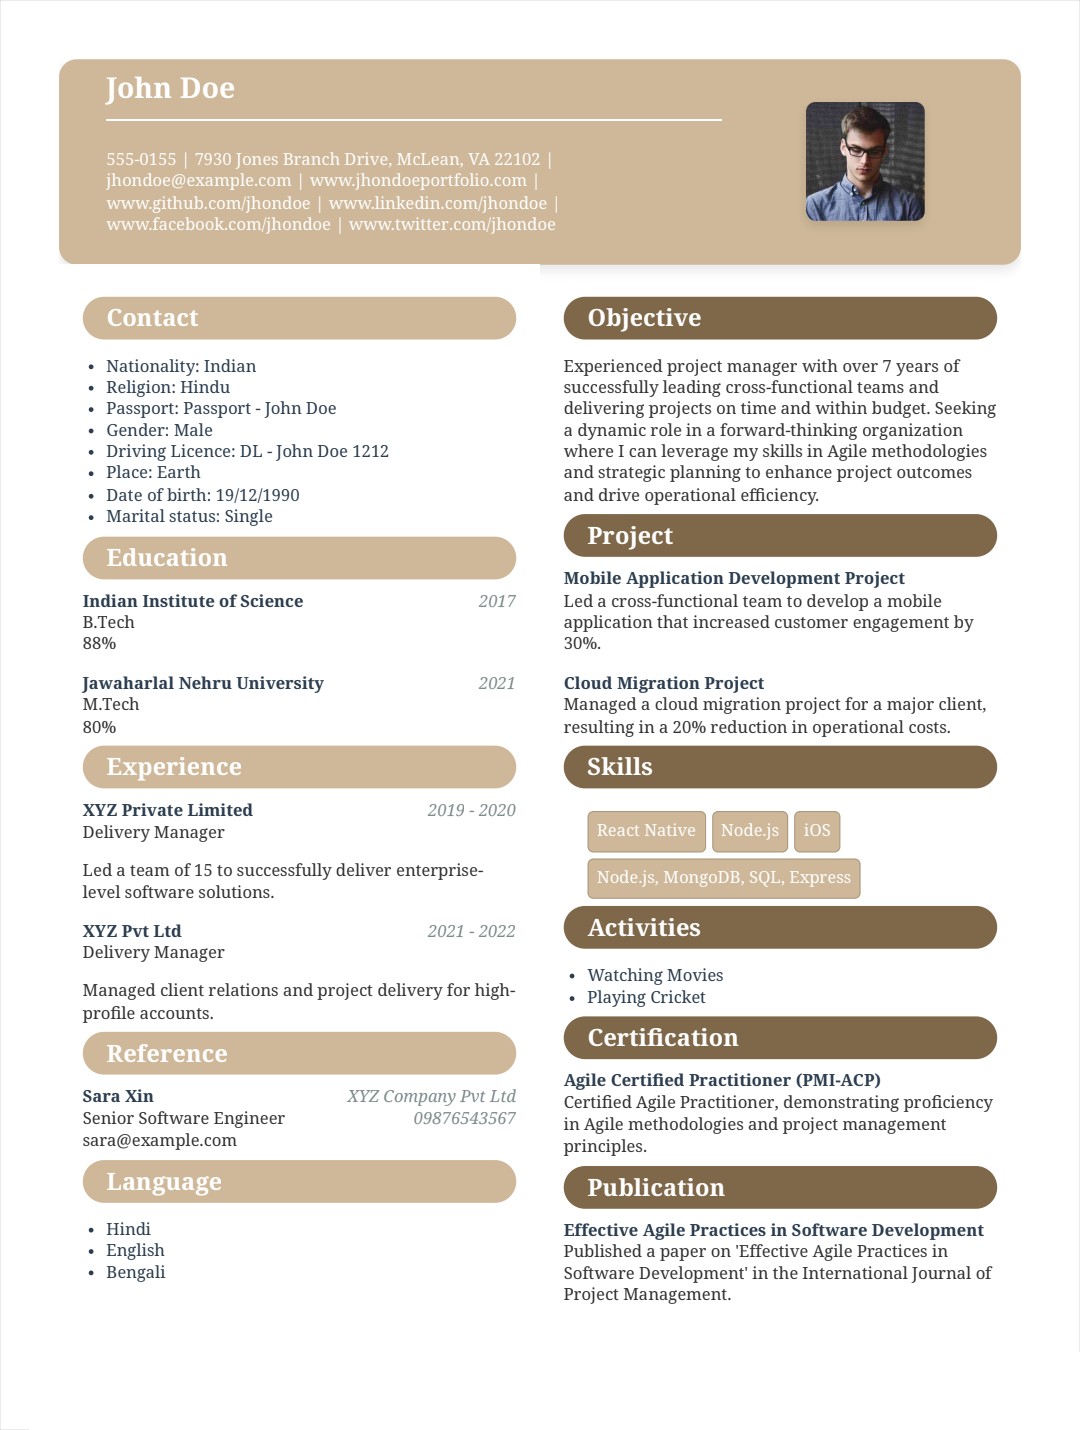 John Doe
555-0155 | 7930 Jones Branch Drive, McLean, VA 22102 |
jhondoe@example.com | www.jhondoeportfolio.com |
www.github.com/jhondoe | www.linkedin.com/jhondoe |
www.facebook.com/jhondoe | www.twitter.com/jhondoe
Contact
• Nationality: Indian
• Religion: Hindu
• Passport: Passport - John Doe
• Gender: Male
• Driving Licence: DL - John Doe 1212
• Place: Earth
• Date of birth: 19/12/1990
• Marital status: Single
Education
Indian Institute of Science 2017
B.Tech
88%
Jawaharlal Nehru University 2021
M.Tech
80%
Experience
XYZ Private Limited 2019 - 2020
Delivery Manager
Led a team of 15 to successfully deliver enterprise-
level software solutions.
XYZ Pvt Ltd 2021 - 2022
Delivery Manager
Managed client relations and project delivery for high-
profile accounts.
Reference
Sara Xin XYZ Company Pvt Ltd
Senior Software Engineer 09876543567
sara@example.com
Language
• Hindi
• English
• Bengali
Objective
Experienced project manager with over 7 years of
successfully leading cross-functional teams and
delivering projects on time and within budget. Seeking
a dynamic role in a forward-thinking organization
where I can leverage my skills in Agile methodologies
and strategic planning to enhance project outcomes
and drive operational efficiency.
Project
Mobile Application Development Project
Led a cross-functional team to develop a mobile
application that increased customer engagement by
30%.
Cloud Migration Project
Managed a cloud migration project for a major client,
resulting in a 20% reduction in operational costs.
Skills
React Native Node.js iOS
Node.js, MongoDB, SQL, Express
Activities
• Watching Movies
• Playing Cricket
Certification
Agile Certified Practitioner (PMI-ACP)
Certified Agile Practitioner, demonstrating proficiency
in Agile methodologies and project management
principles.
Publication
Effective Agile Practices in Software Development
Published a paper on 'Effective Agile Practices in
Software Development' in the International Journal of
Project Management.